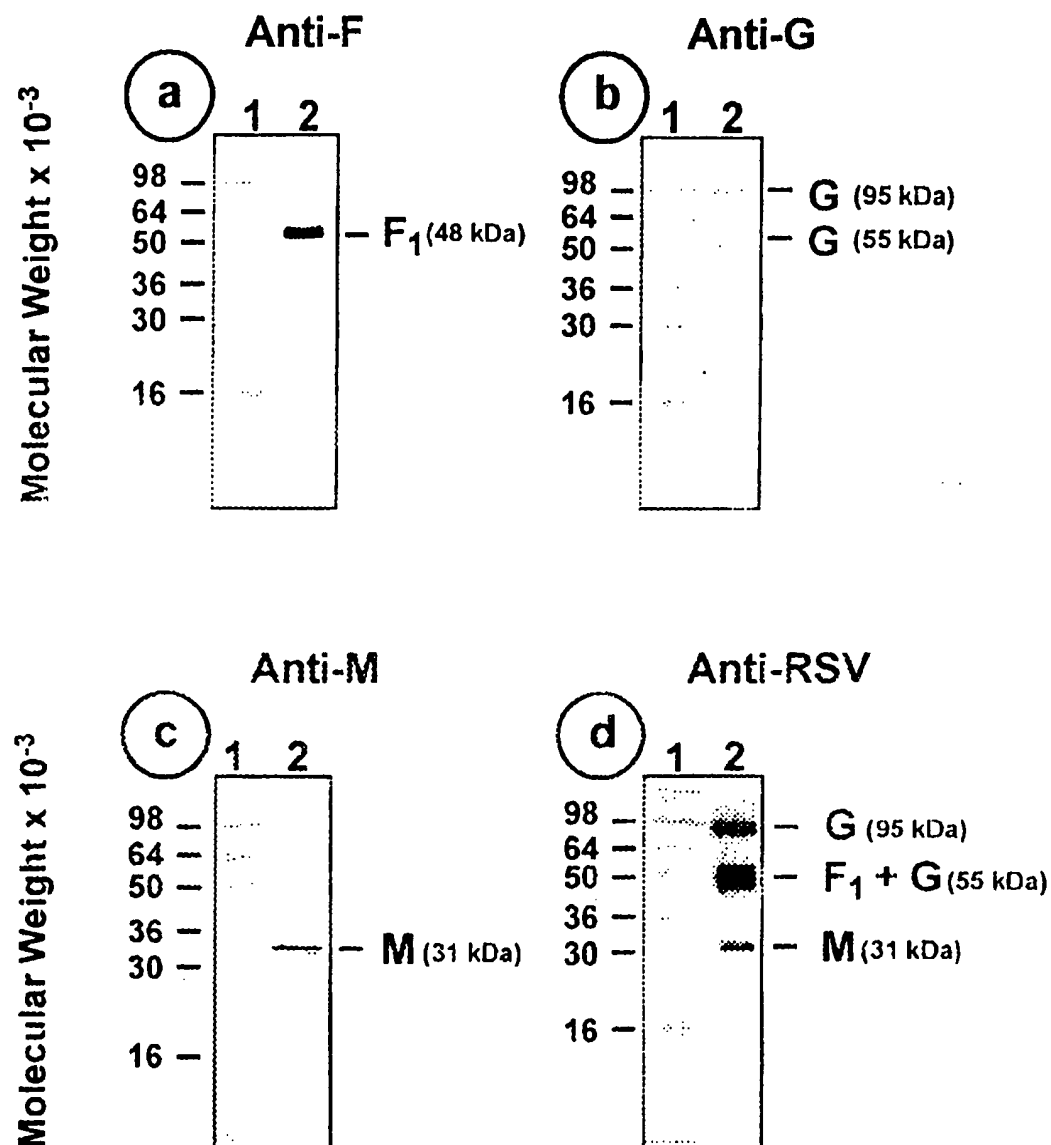 Anti-F
Anti-G
a
1 2
b
1 2
Molecular Weight x 10⁻³
98
64
50
36
30
16
F₁ (48 kDa)
98
64
50
36
30
16
G (95 kDa)
G (55 kDa)
Anti-M
Anti-RSV
c
1 2
d
1 2
Molecular Weight x 10⁻³
98
64
50
36
30
16
M (31 kDa)
98
64
50
36
30
16
G (95 kDa)
F₁ + G (55 kDa)
M (31 kDa)